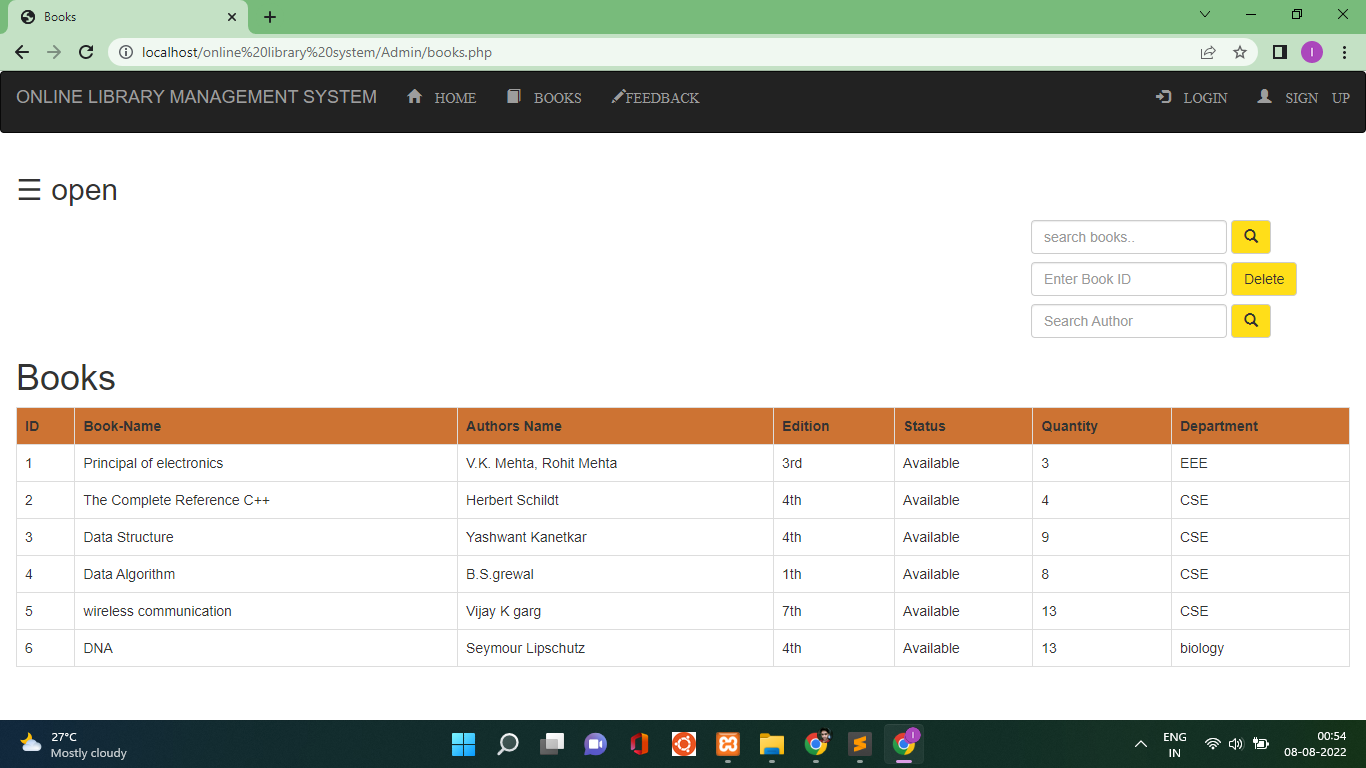 Books
localhost/online%20library%20system/Admin/books.php
I
ONLINE LIBRARY MANAGEMENT SYSTEM HOME BOOKS FEEDBACK LOGIN SIGN UP
☰ open
search books..
Enter Book ID Delete
Search Author
Books
ID Book-Name Authors Name Edition Status Quantity Department
1 Principal of electronics V.K. Mehta, Rohit Mehta 3rd Available 3 EEE
2 The Complete Reference C++ Herbert Schildt 4th Available 4 CSE
3 Data Structure Yashwant Kanetkar 4th Available 9 CSE
4 Data Algorithm B.S.grewal 1th Available 8 CSE
5 wireless communication Vijay K garg 7th Available 13 CSE
6 DNA Seymour Lipschutz 4th Available 13 biology
27°C
Mostly cloudy
I
ENG
IN
00:54
08-08-2022